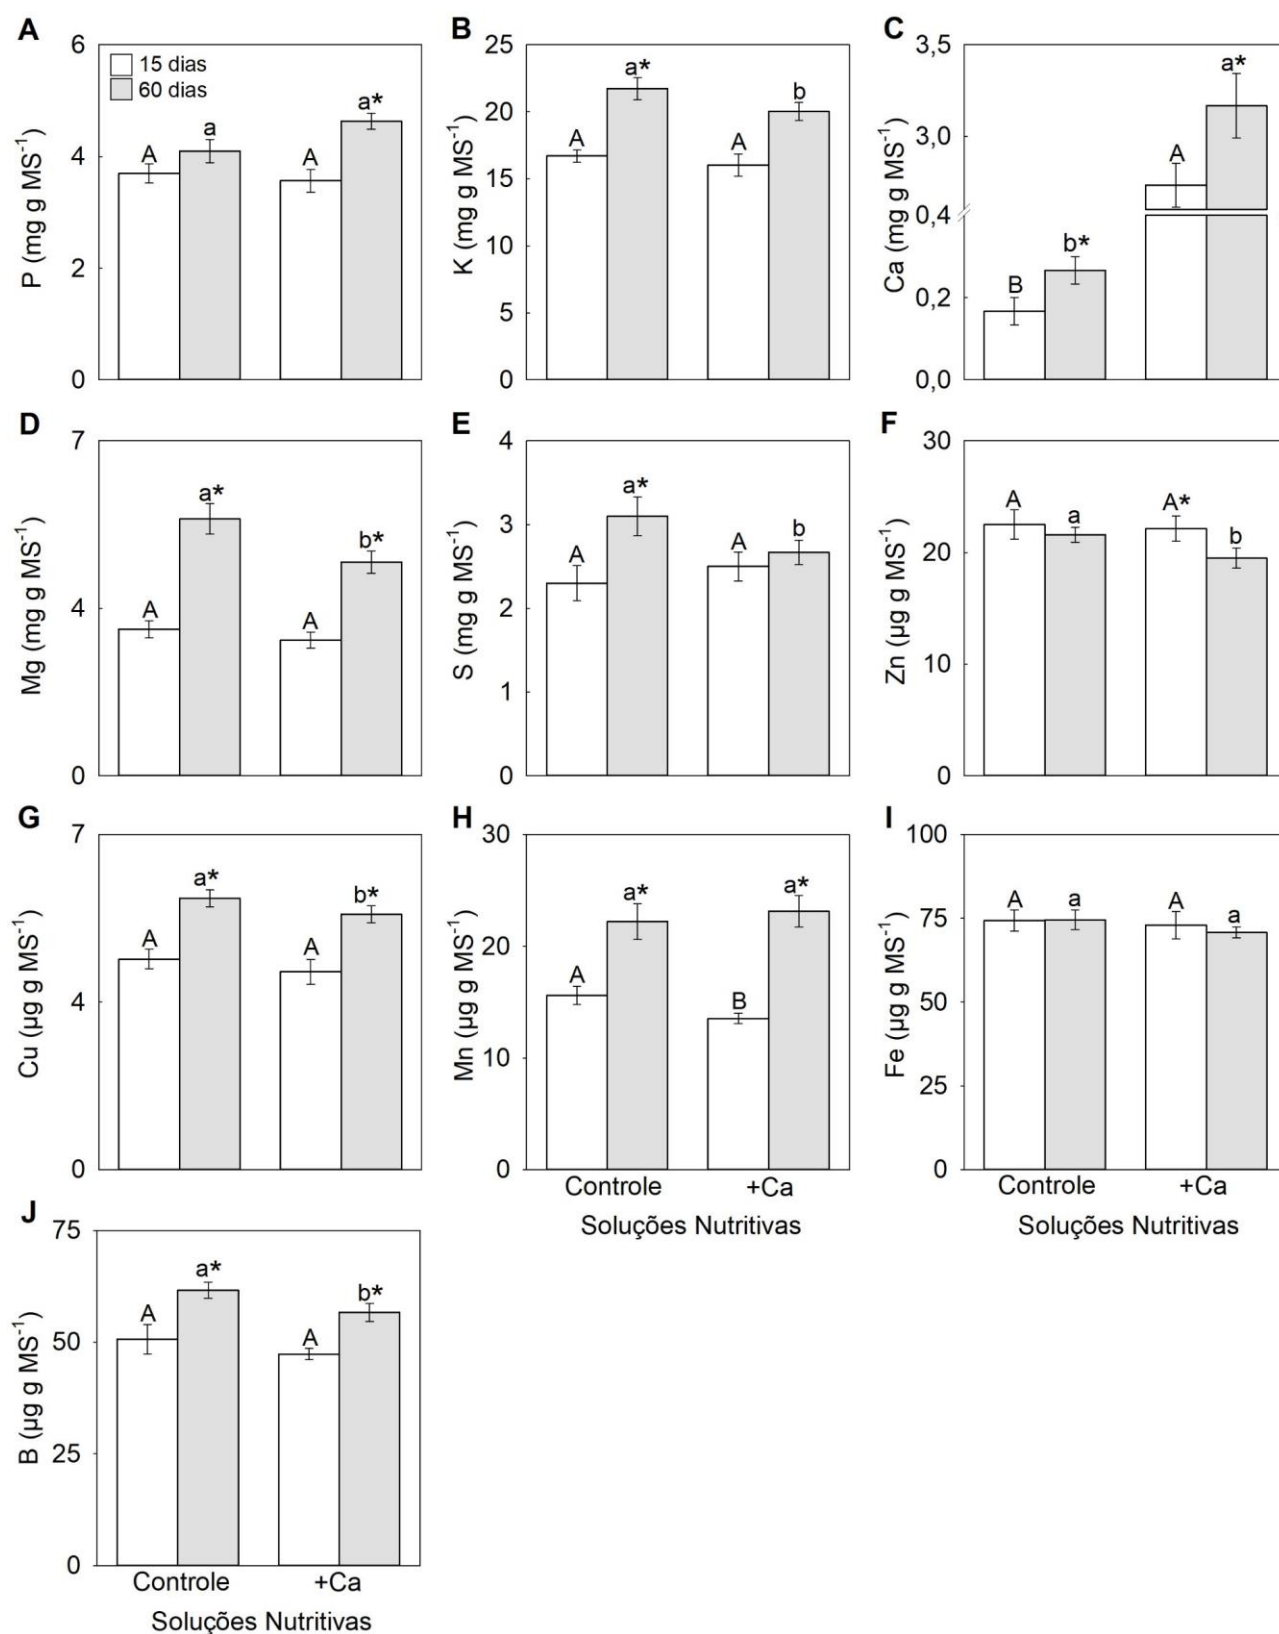 A
P (mg g MS⁻¹)
6
4
2
0
15 dias
60 dias
A
a
A
a*
B
K (mg g MS⁻¹)
25
20
15
10
5
0
A
a*
A
b
C
Ca (mg g MS⁻¹)
3,5
3,0
0,4
0,2
0,0
B
b*
A
a*
D
Mg (mg g MS⁻¹)
7
4
0
A
a*
A
b*
E
S (mg g MS⁻¹)
4
3
2
1
0
A
a*
A
b
F
Zn (µg g MS⁻¹)
30
20
10
0
A
a
A*
b
G
Cu (µg g MS⁻¹)
7
4
0
A
a*
A
b*
H
Mn (µg g MS⁻¹)
30
20
10
0
A
a*
B
a*
Controle +Ca
Soluções Nutritivas
I
Fe (µg g MS⁻¹)
100
75
50
25
0
A
a
A
a
Controle +Ca
Soluções Nutritivas
J
B (µg g MS⁻¹)
75
50
25
0
A
a*
A
b*
Controle +Ca
Soluções Nutritivas